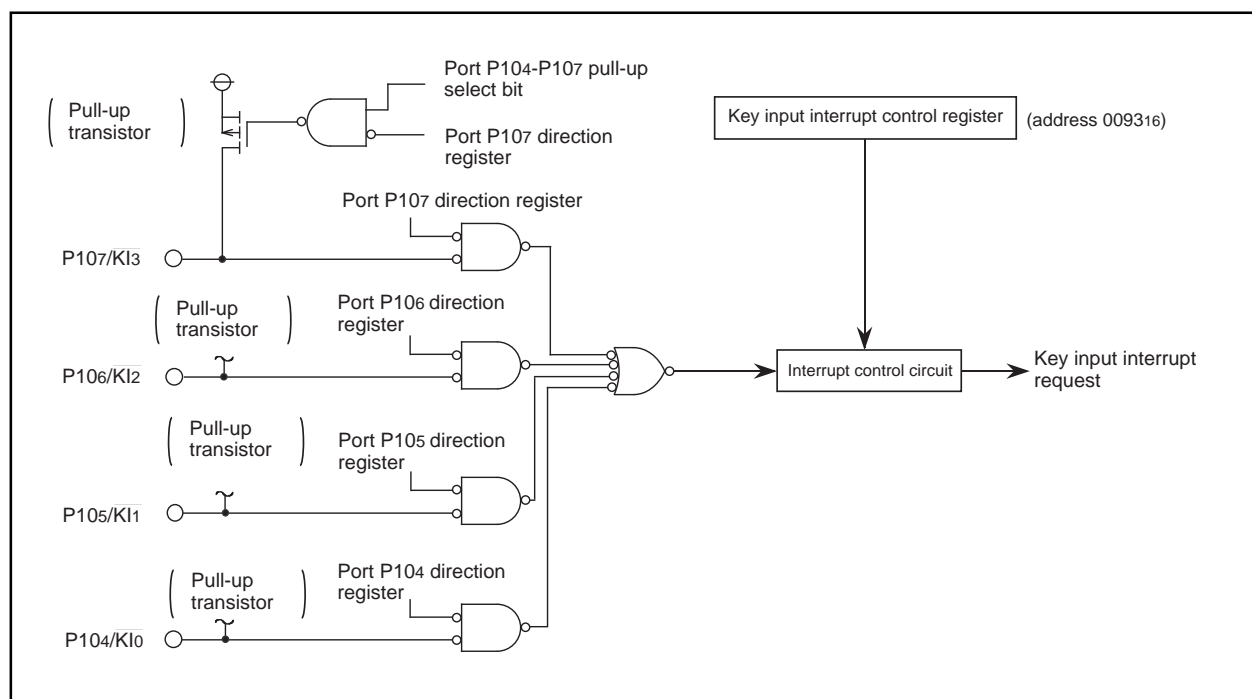 Port P104-P107 pull-up
select bit
Pull-up
transistor
Port P107 direction
register
Key input interrupt control register
(address 009316)
Port P107 direction register
P107/KI3
Pull-up
transistor
Port P106 direction
register
P106/KI2
Interrupt control circuit
Key input interrupt
request
Pull-up
transistor
Port P105 direction
register
P105/KI1
Pull-up
transistor
Port P104 direction
register
P104/KI0